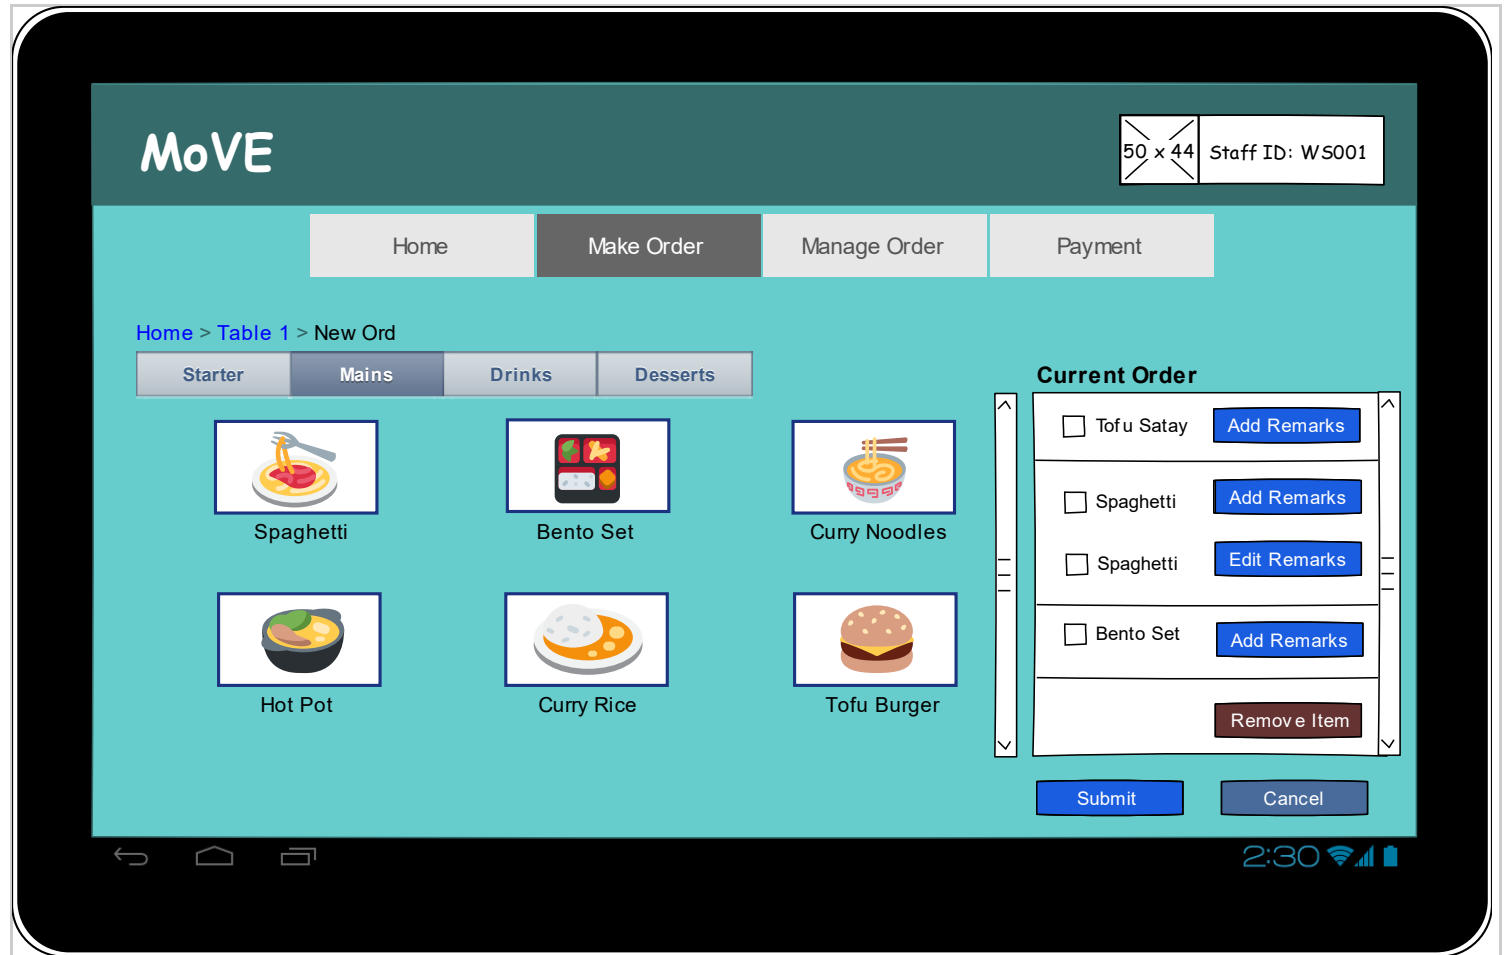 MoVE
50 x 44 Staff ID: WS001
Home Make Order Manage Order Payment
Home > Table 1 > New Ord
Starter Mains Drinks Desserts
Spaghetti Bento Set Curry Noodles
Hot Pot Curry Rice Tofu Burger
Current Order
Tofu Satay Add Remarks
Spaghetti Add Remarks
Spaghetti Edit Remarks
Bento Set Add Remarks
Remove Item
Submit Cancel
2:30